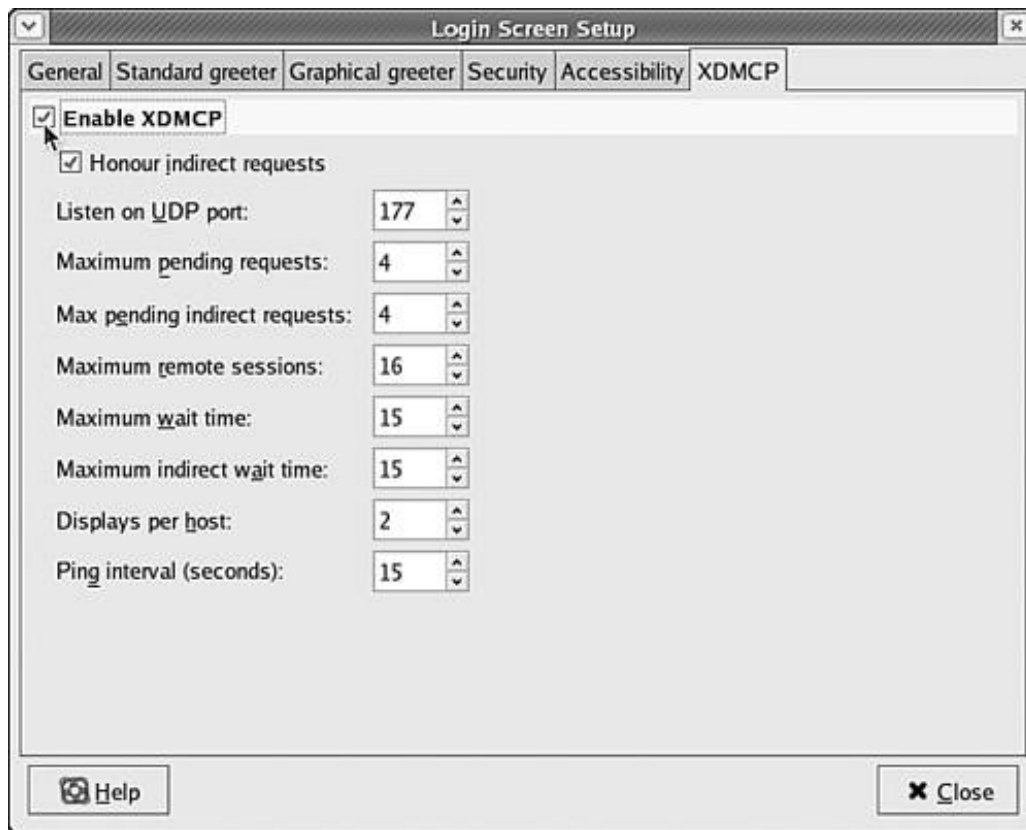 Login Screen Setup
General Standard greeter Graphical greeter Security Accessibility XDMCP
Enable XDMCP
Honour indirect requests
Listen on UDP port: 177
Maximum pending requests: 4
Max pending indirect requests: 4
Maximum remote sessions: 16
Maximum wait time: 15
Maximum indirect wait time: 15
Displays per host: 2
Ping interval (seconds): 15
Help Close